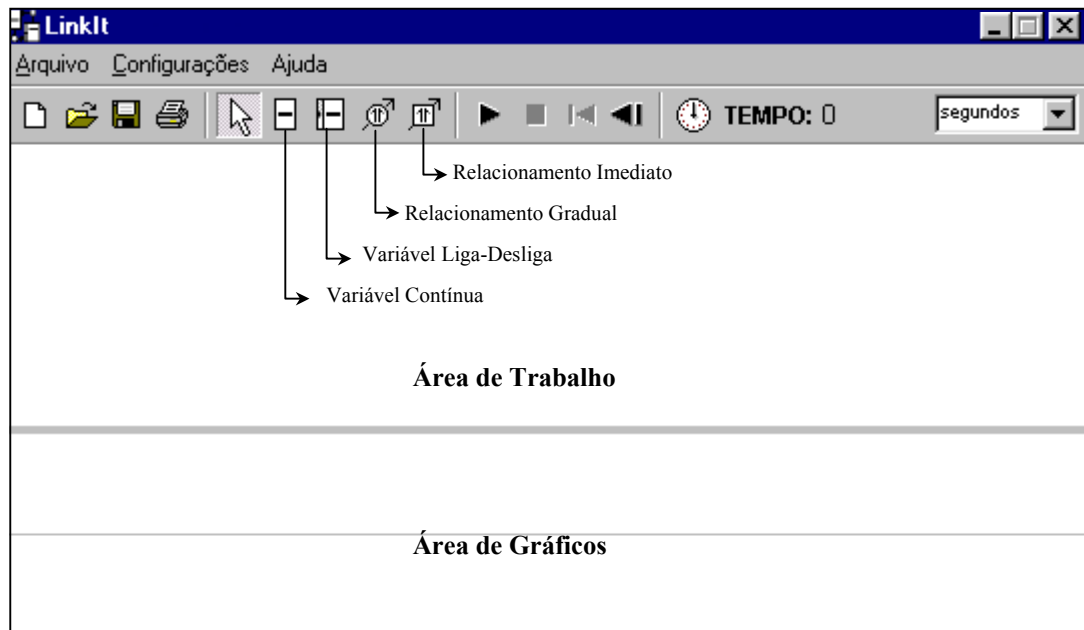 LinkIt
Arquivo Configurações Ajuda
TEMPO: 0 segundos
Relacionamento Imediato
Relacionamento Gradual
Variável Liga-Desliga
Variável Contínua
Área de Trabalho
Área de Gráficos